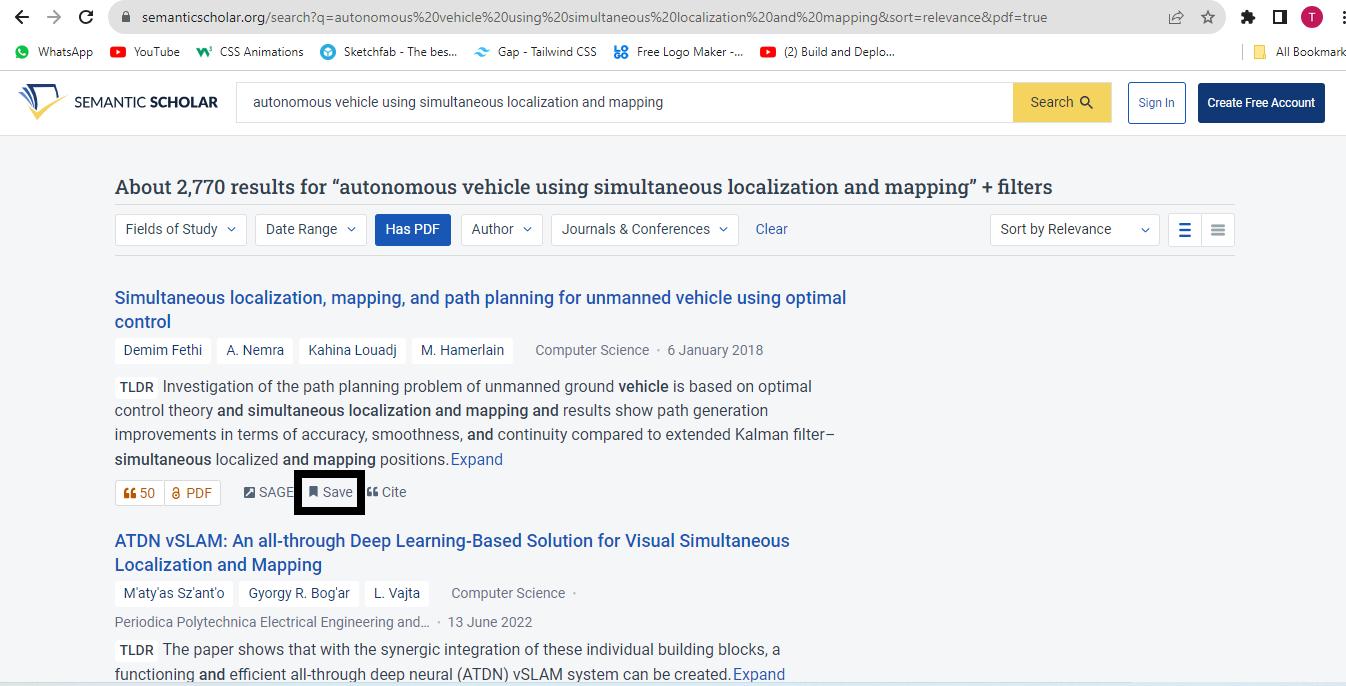 semanticscholar.org/search?q=autonomous%20vehicle%20using%20simultaneous%20localization%20and%20mapping&sort=relevance&pdf=true
T
WhatsApp YouTube CSS Animations Sketchfab - The bes... Gap - Tailwind CSS Free Logo Maker -... (2) Build and Deplo... All Bookmark
SEMANTIC SCHOLAR autonomous vehicle using simultaneous localization and mapping Search Sign In Create Free Account
About 2,770 results for “autonomous vehicle using simultaneous localization and mapping” + filters
Fields of Study Date Range Has PDF Author Journals & Conferences Clear Sort by Relevance
Simultaneous localization, mapping, and path planning for unmanned vehicle using optimal
control
Demim Fethi A. Nemra Kahina Louadj M. Hamerlain Computer Science · 6 January 2018
TLDR Investigation of the path planning problem of unmanned ground vehicle is based on optimal
control theory and simultaneous localization and mapping and results show path generation
improvements in terms of accuracy, smoothness, and continuity compared to extended Kalman filter–
simultaneous localized and mapping positions. Expand
50 PDF SAGE Save Cite
ATDN vSLAM: An all-through Deep Learning-Based Solution for Visual Simultaneous
Localization and Mapping
M'aty'as Sz'ant'o Gyorgy R. Bog'ar L. Vajta Computer Science ·
Periodica Polytechnica Electrical Engineering and… · 13 June 2022
TLDR The paper shows that with the synergic integration of these individual building blocks, a
functioning and efficient all-through deep neural (ATDN) vSLAM system can be created. Expand